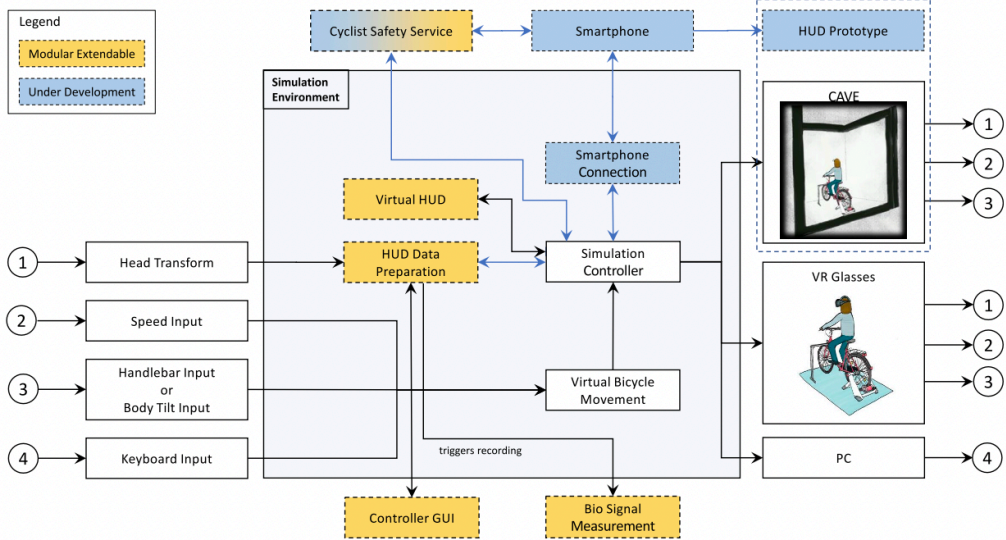 Legend
Modular Extendable
Under Development
Cyclist Safety Service
Smartphone
HUD Prototype
Simulation
Environment
CAVE
1
2
3
Smartphone
Connection
Virtual HUD
1
Head Transform
HUD Data
Preparation
Simulation
Controller
VR Glasses
1
2
3
2
Speed Input
3
Handlebar Input
or
Body Tilt Input
Virtual Bicycle
Movement
4
Keyboard Input
triggers recording
PC
4
Controller GUI
Bio Signal
Measurement